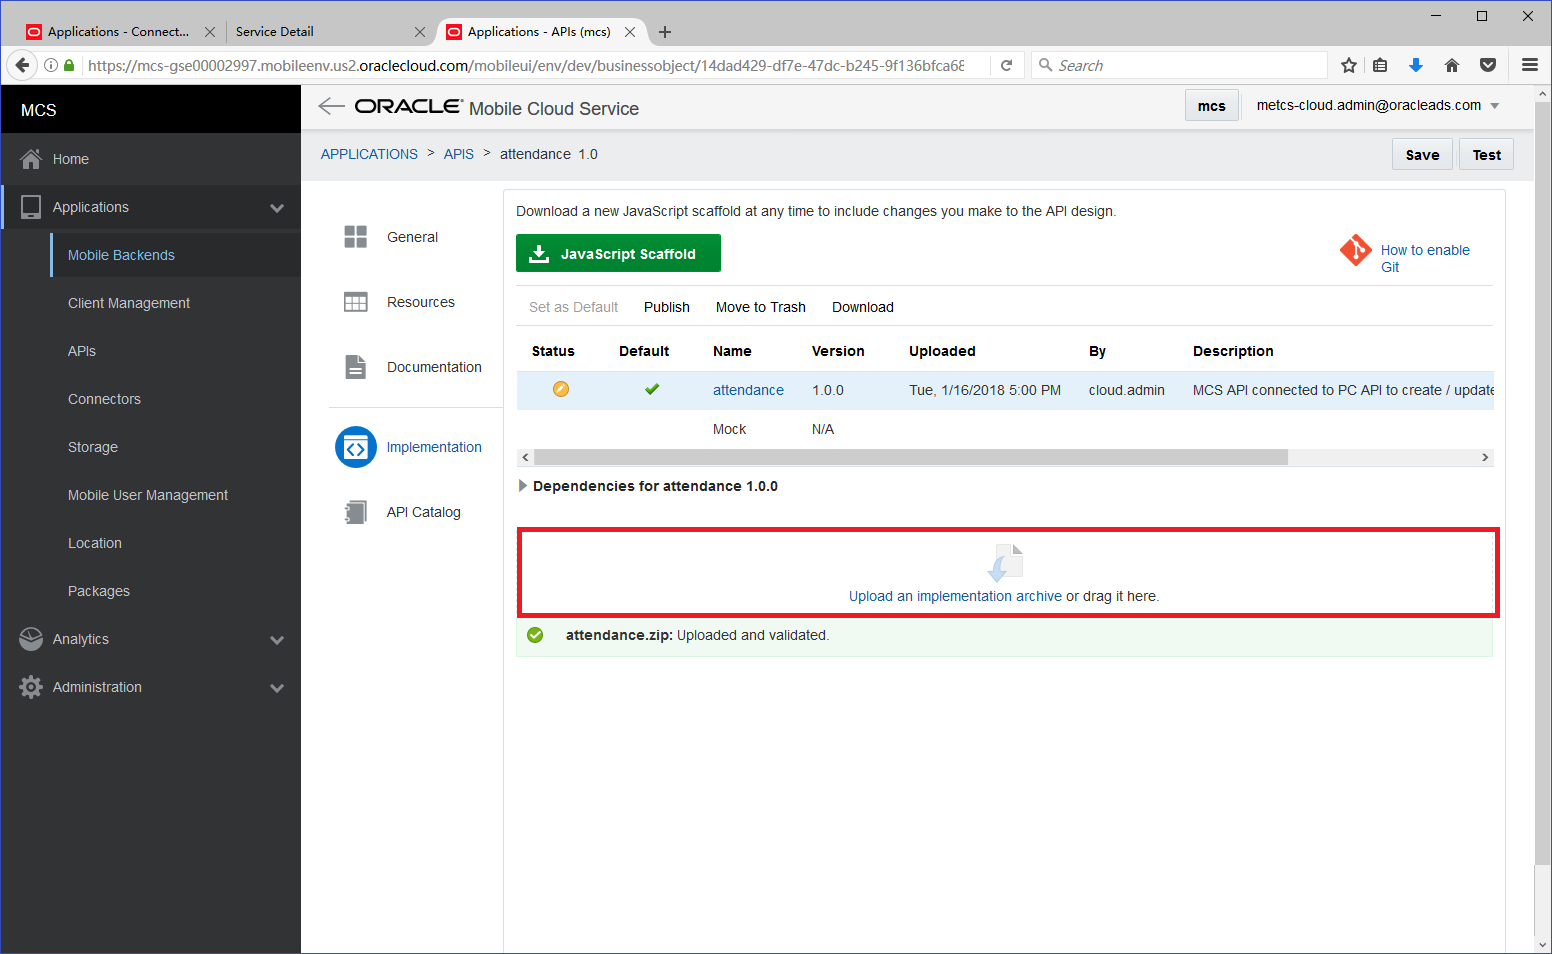 Applications - Connect...
Service Detail
Applications - APIs (mcs)
https://mcs-gse00002997.mobileenv.us2.oraclecloud.com/mobileui/env/dev/businessobject/14dad429-df7e-47dc-b245-9f136bfca68
Search
MCS
ORACLE® Mobile Cloud Service
mcs
metcs-cloud.admin@oracleads.com
APPLICATIONS > APIS > attendance 1.0
Save
Test
Home
Applications
Mobile Backends
Client Management
APIs
Connectors
Storage
Mobile User Management
Location
Packages
Analytics
Administration
General
Resources
Documentation
Implementation
API Catalog
Download a new JavaScript scaffold at any time to include changes you make to the API design.
JavaScript Scaffold
How to enable
Git
Set as Default Publish Move to Trash Download
Status Default Name Version Uploaded By Description
attendance 1.0.0 Tue, 1/16/2018 5:00 PM cloud.admin MCS API connected to PC API to create / update
Mock N/A
Dependencies for attendance 1.0.0
Upload an implementation archive or drag it here.
attendance.zip: Uploaded and validated.